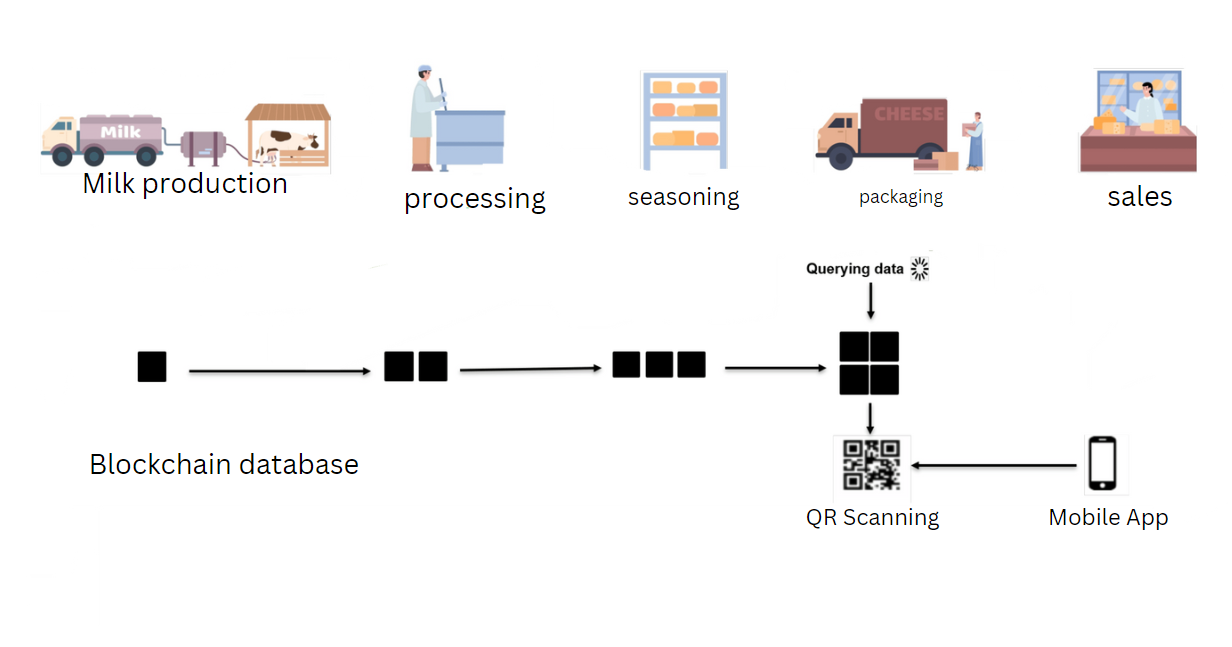 Milk
CHEESE
Milk production
processing
seasoning
packaging
sales
Querying data
Blockchain database
QR Scanning
Mobile App